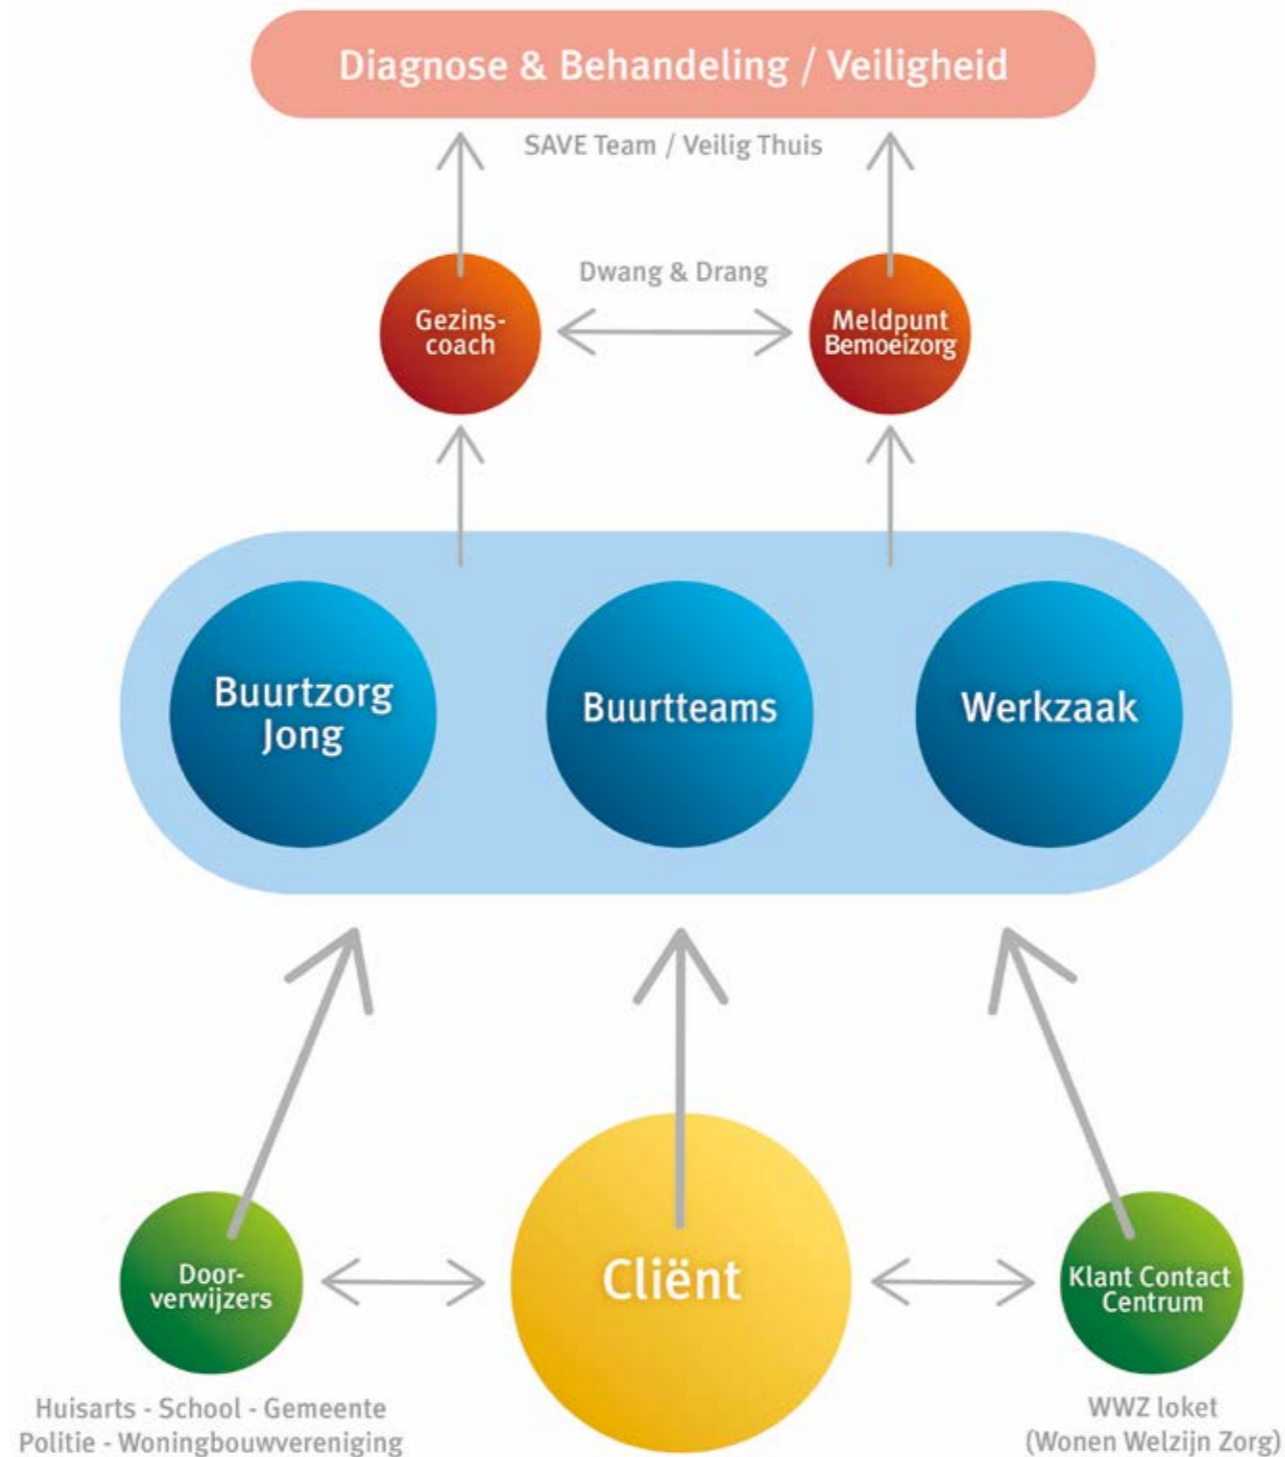 Diagnose & Behandeling / Veiligheid
SAVE Team / Veilig Thuis
Dwang & Drang
Gezins-
coach
Meldpunt
Bemoeizorg
Buurtzorg
Jong
Buurtteams
Werkzaak
Door-
verwijzers
Cliënt
Klant Contact
Centrum
Huisarts - School - Gemeente
Politie - Woningbouwvereniging
WWZ loket
(Wonen Welzijn Zorg)